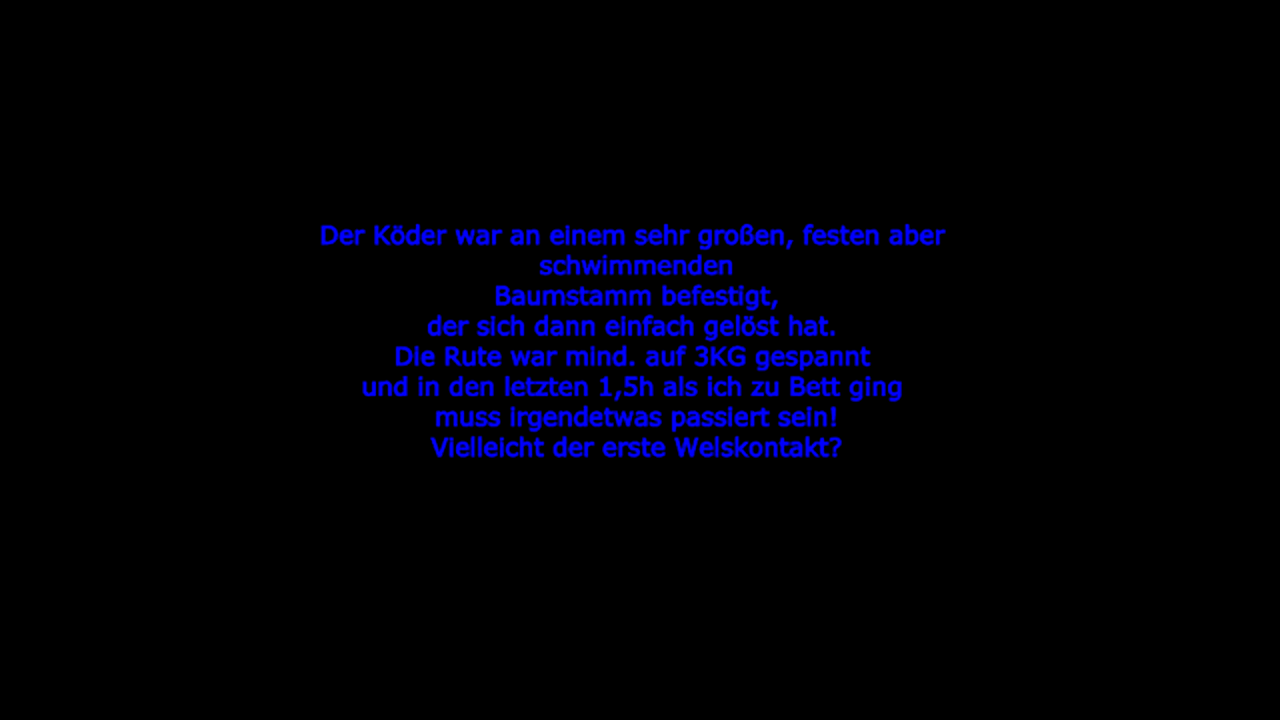 Der Köder war an einem sehr großen, festen aber
schwimmenden
Baumstamm befestigt,
der sich dann einfach gelöst hat.
Die Rute war mind. auf 3KG gespannt
und in den letzten 1,5h als ich zu Bett ging
muss irgendetwas passiert sein!
Vielleicht der erste Welskontakt?